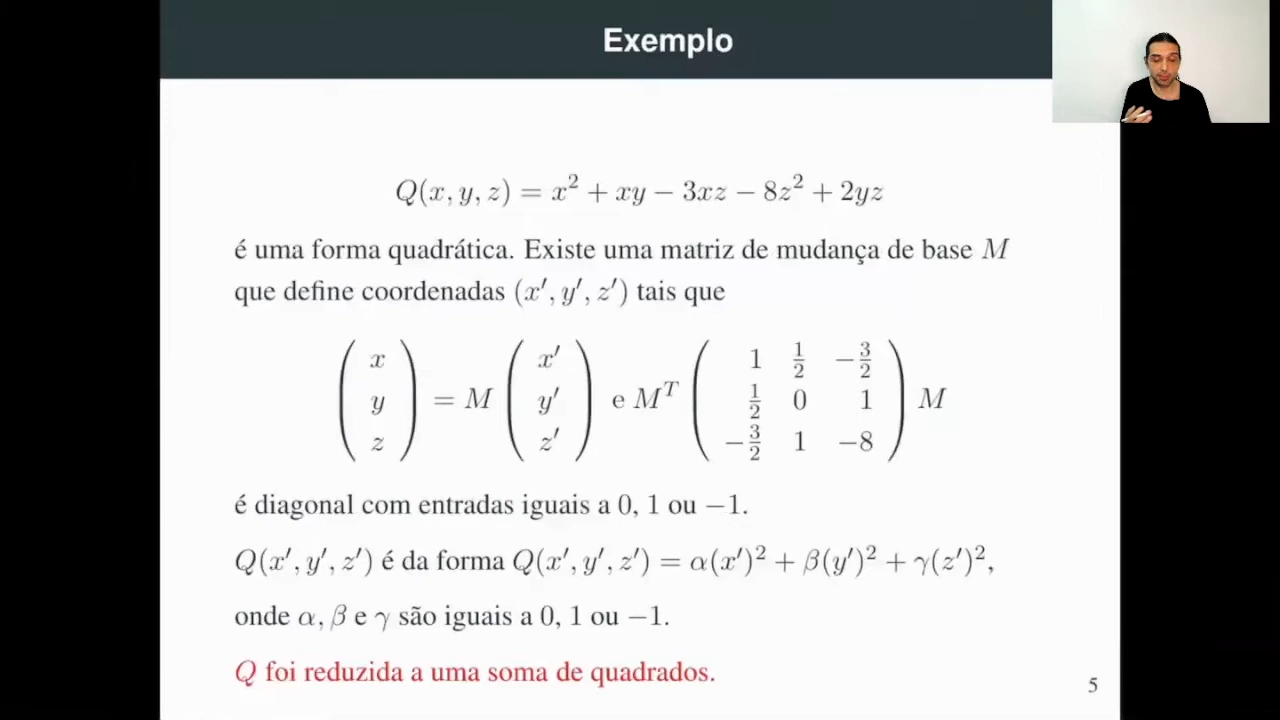 Exemplo
Q(x, y, z) = x² + xy − 3xz − 8z² + 2yz
é uma forma quadrática. Existe uma matriz de mudança de base M
que define coordenadas (x′, y′, z′) tais que
( x y z ) = M ( x′ y′ z′ ) e Mᵀ ( 1 1/2 −3/2 ; 1/2 0 1 ; −3/2 1 −8 ) M
é diagonal com entradas iguais a 0, 1 ou −1.
Q(x′, y′, z′) é da forma Q(x′, y′, z′) = α(x′)² + β(y′)² + γ(z′)²,
onde α, β e γ são iguais a 0, 1 ou −1.
Q foi reduzida a uma soma de quadrados.
5